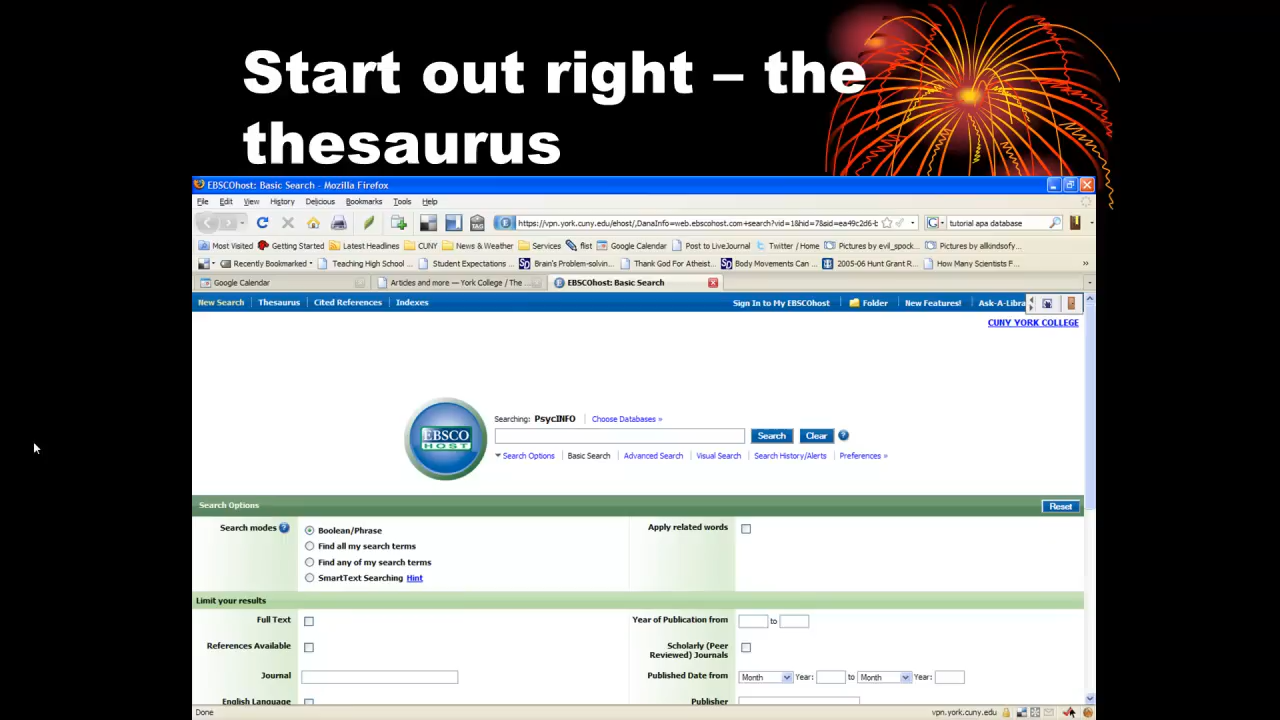 Start out right – the
thesaurus
EBSCOhost: Basic Search - Mozilla Firefox
File Edit View History Delicious Bookmarks Tools Help
https://vpn.york.cuny.edu/ehost/,DanaInfo=web.ebscohost.com+search?vid=1&hid=7&sid=ea49c2d6-b tutorial apa database
Most Visited Getting Started Latest Headlines CUNY News & Weather Services flist Google Calendar Post to LiveJournal Twitter / Home Pictures by evil_spock... Pictures by allkindsofy...
Recently Bookmarked Teaching High School ... Student Expectations ... Brain's Problem-solvin... Thank God For Atheist... Body Movements Can ... 2005-06 Hunt Grant R... How Many Scientists F... »
Google Calendar Articles and more — York College / The ... EBSCOhost: Basic Search
New Search Thesaurus Cited References Indexes Sign In to My EBSCOhost Folder New Features! Ask-A-Libra
CUNY YORK COLLEGE
Searching: PsycINFO Choose Databases »
EBSCO
HOST
Search Clear ?
Search Options Basic Search Advanced Search Visual Search Search History/Alerts Preferences »
Search Options Reset
Search modes ? Boolean/Phrase Apply related words
Find all my search terms
Find any of my search terms
SmartText Searching Hint
Limit your results
Full Text Year of Publication from to
References Available Scholarly (Peer
Reviewed) Journals
Journal Published Date from Month Year: to Month Year:
English Language Publisher
Done vpn.york.cuny.edu